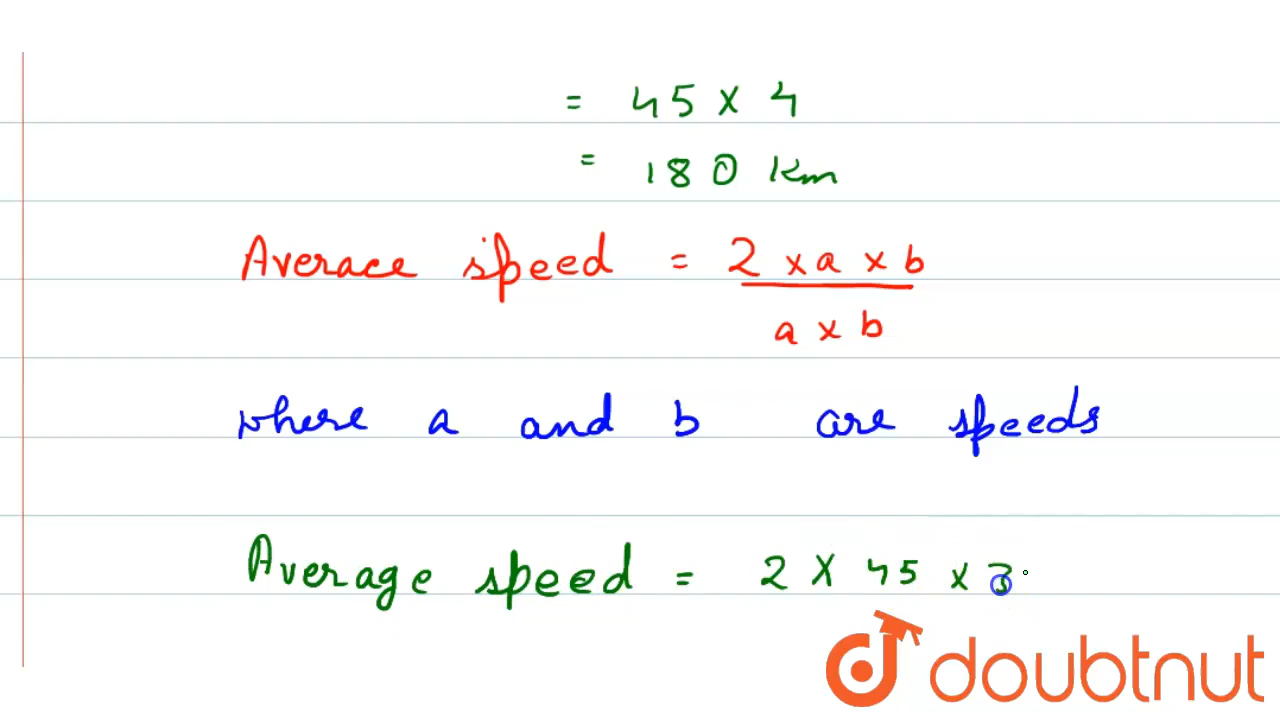 = 45 × 4
= 180 Km
Averace speed = 2 × a × b
a × b
where a and b are speeds
Average speed = 2 × 45 × 3
doubtnut